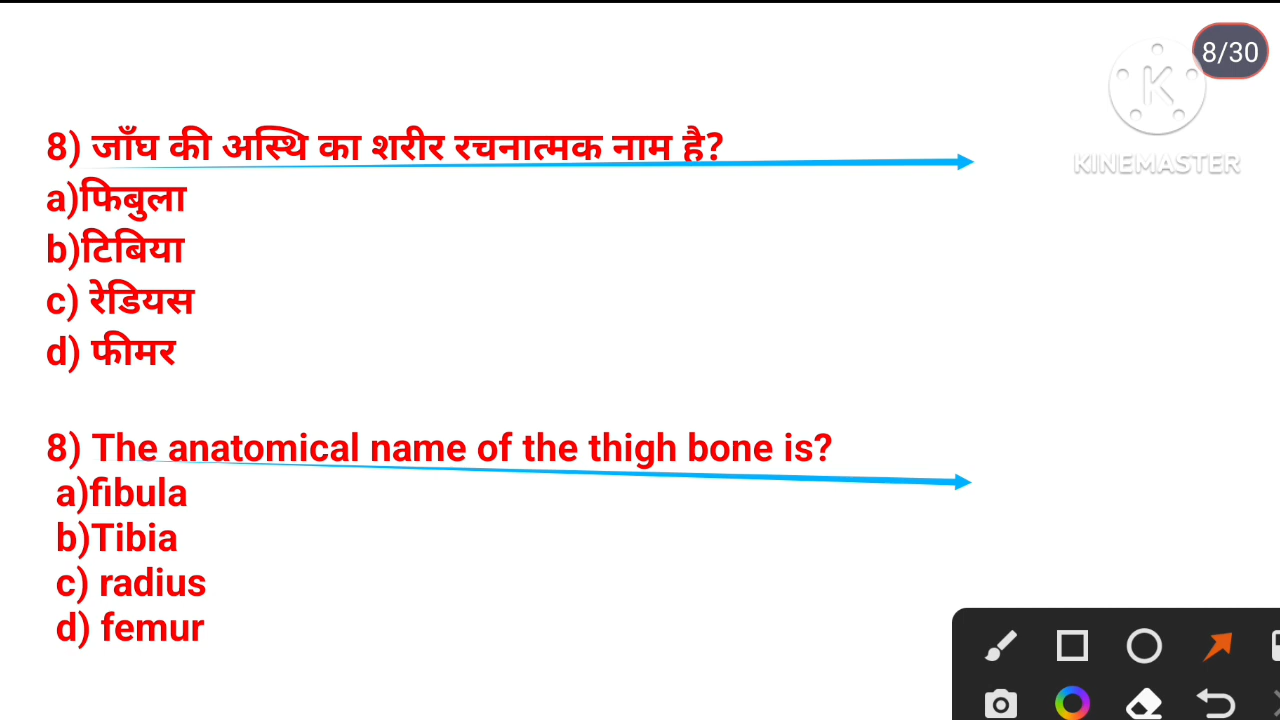 8/30
KINEMASTER
8) जाँघ की अस्थि का शरीर रचनात्मक नाम है?
a)फिबुला
b)टिबिया
c) रेडियस
d) फीमर
8) The anatomical name of the thigh bone is?
a)fibula
b)Tibia
c) radius
d) femur